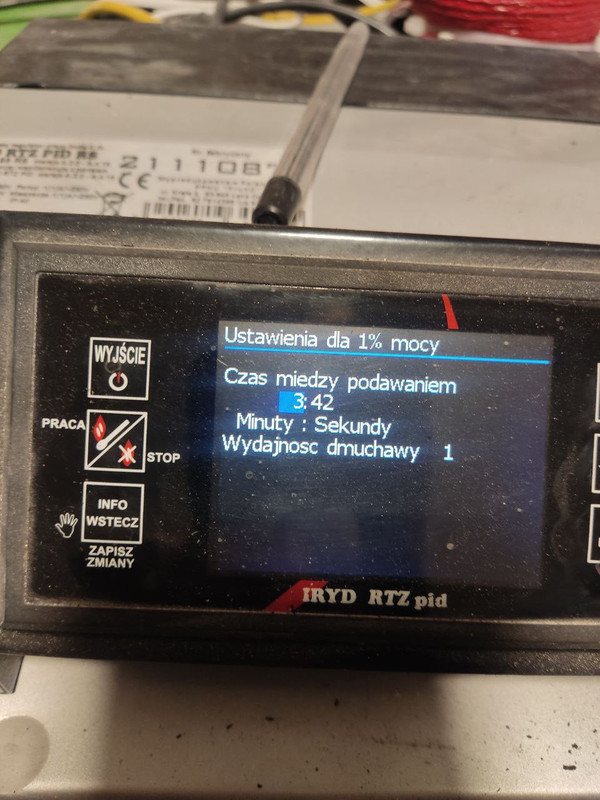 RTZ PID RS
211108
CE
WYJŚCIE
PRACA
STOP
INFO
WSTECZ
ZAPISZ
ZMIANY
Ustawienia dla 1% mocy
Czas miedzy podawaniem
3:42
Minuty : Sekundy
Wydajnosc dmuchawy 1
IRYD RTZ pid